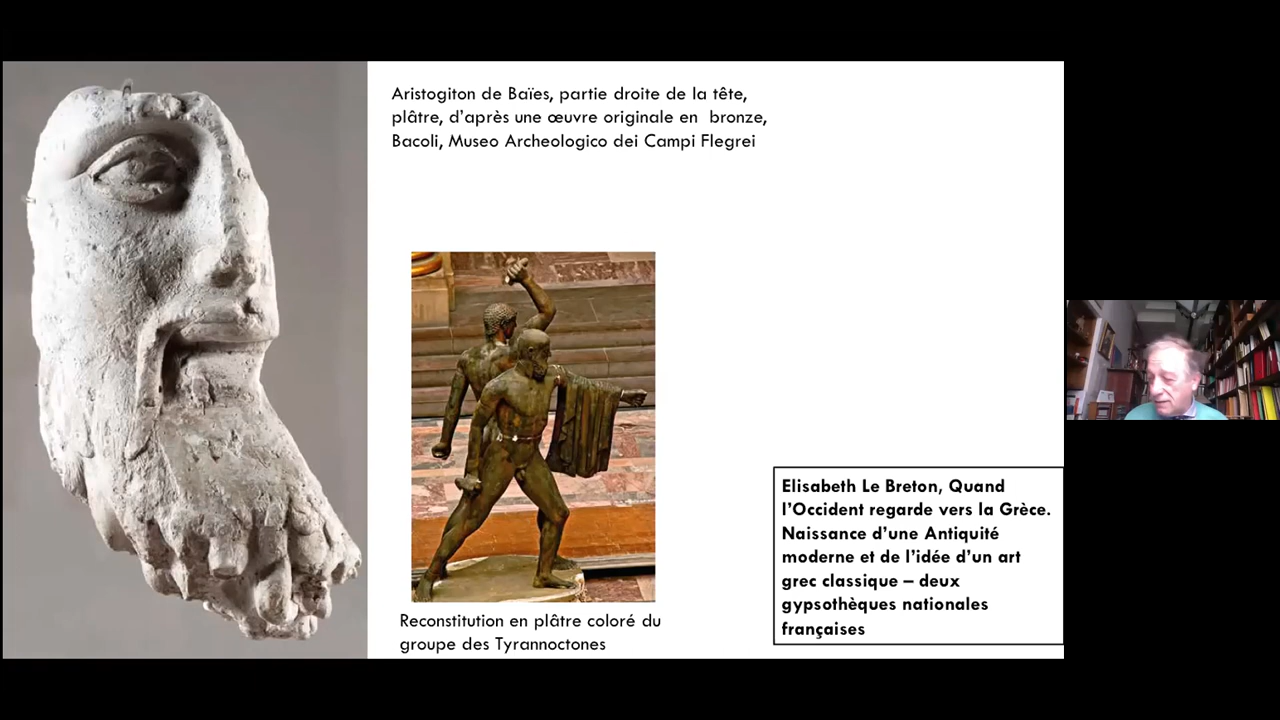 Aristogiton de Baïes, partie droite de la tête,
plâtre, d'après une œuvre originale en  bronze,
Bacoli, Museo Archeologico dei Campi Flegrei
Reconstitution en plâtre coloré du
groupe des Tyrannoctones
Elisabeth Le Breton, Quand
l'Occident regarde vers la Grèce.
Naissance d'une Antiquité
moderne et de l'idée d'un art
grec classique – deux
gypsothèques nationales
françaises